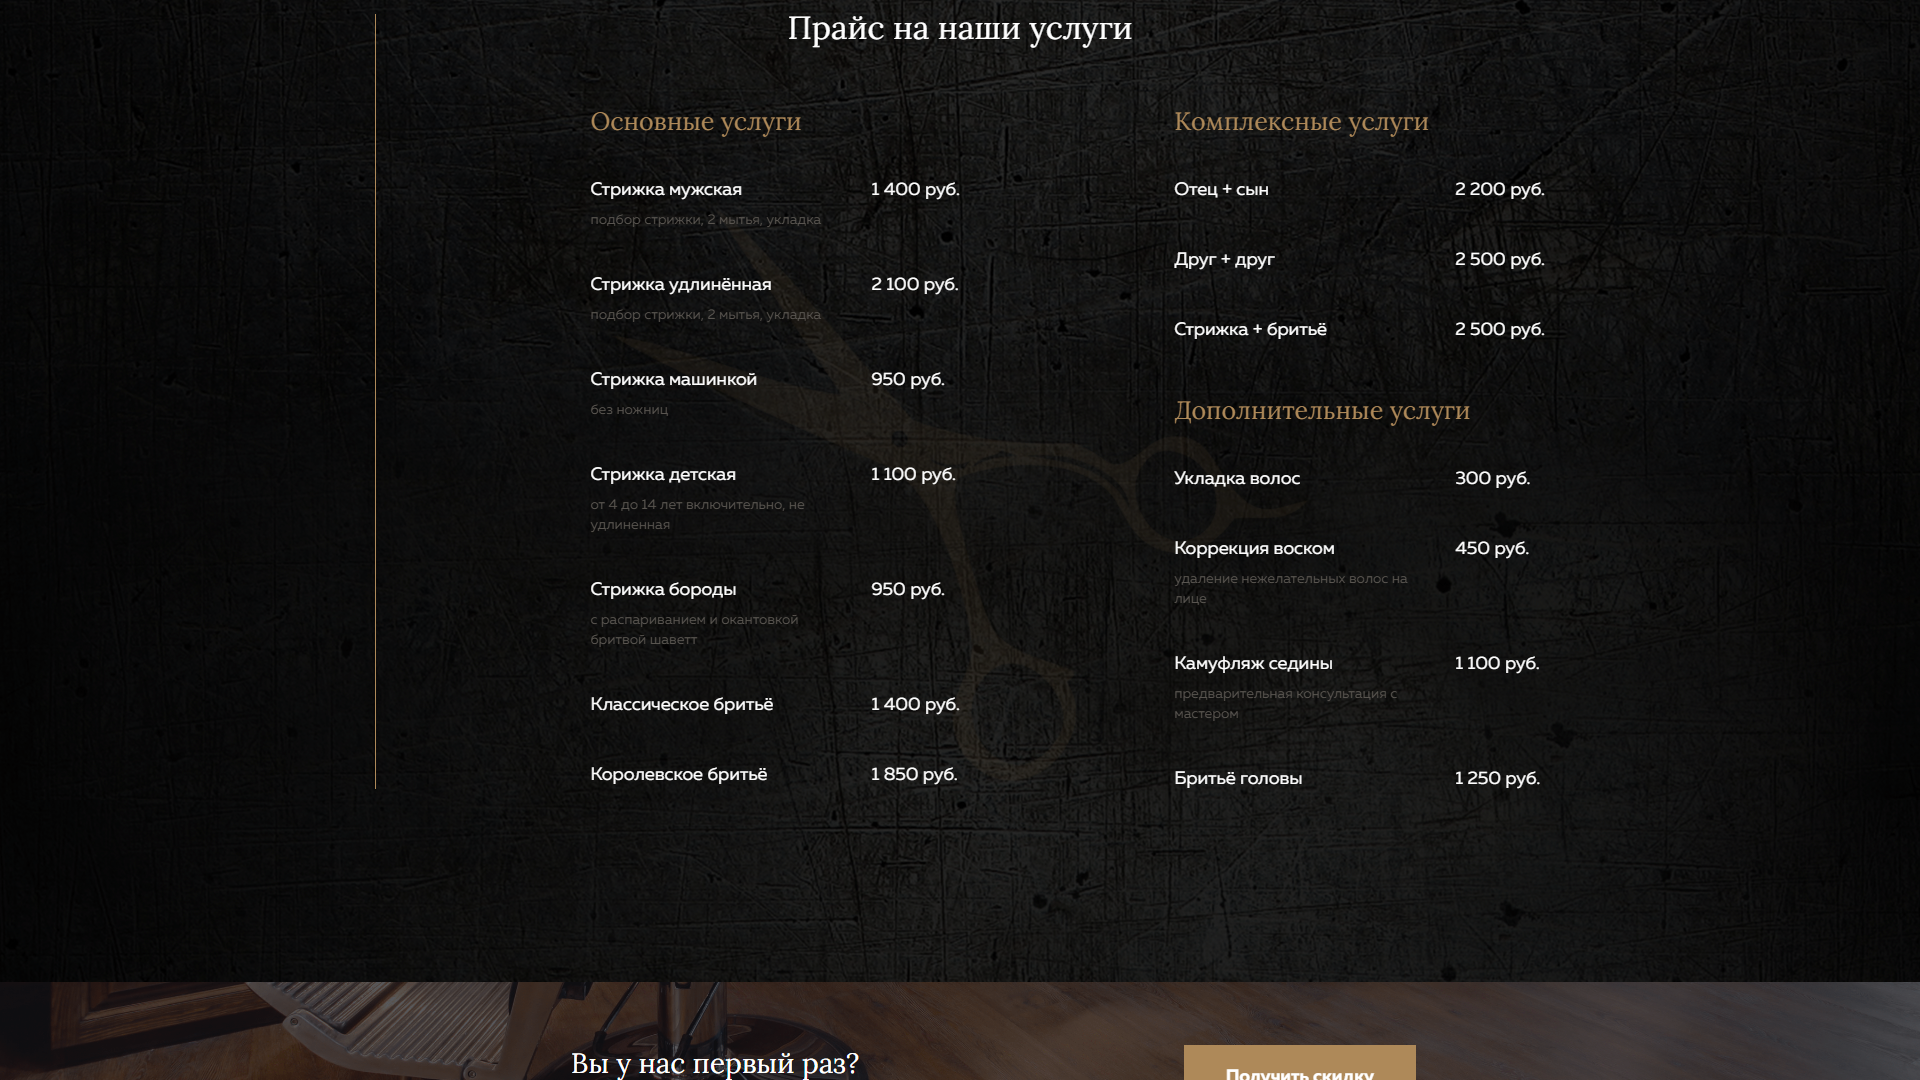 Прайс на наши услуги
Основные услуги
Стрижка мужская 1 400 руб.
подбор стрижки, 2 мытья, укладка
Стрижка удлинённая 2 100 руб.
подбор стрижки, 2 мытья, укладка
Стрижка машинкой 950 руб.
без ножниц
Стрижка детская 1 100 руб.
от 4 до 14 лет включительно, не
удлиненная
Стрижка бороды 950 руб.
с распариванием и окантовкой
бритвой шаветт
Классическое бритьё 1 400 руб.
Королевское бритьё 1 850 руб.
Комплексные услуги
Отец + сын 2 200 руб.
Друг + друг 2 500 руб.
Стрижка + бритьё 2 500 руб.
Дополнительные услуги
Укладка волос 300 руб.
Коррекция воском 450 руб.
удаление нежелательных волос на
лице
Камуфляж седины 1 100 руб.
предварительная консультация с
мастером
Бритьё головы 1 250 руб.
Вы у нас первый раз?
Получить скидку